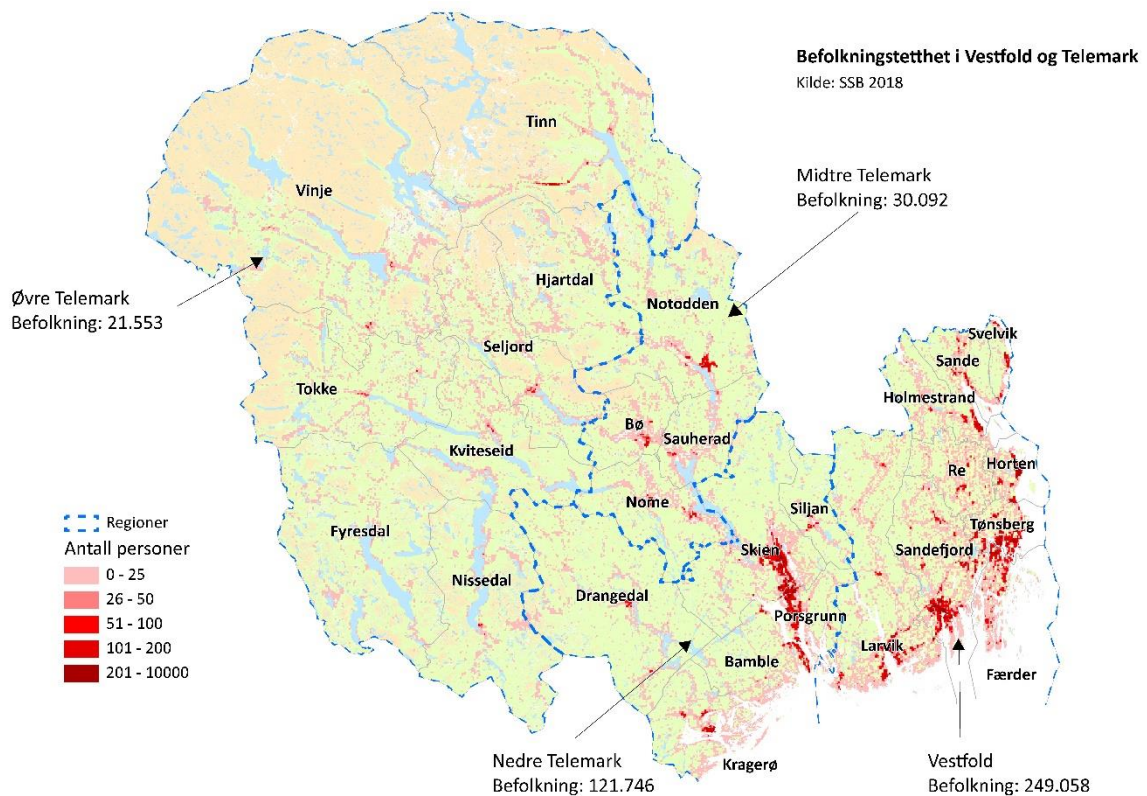 Befolkningstetthet i Vestfold og Telemark
Kilde: SSB 2018
Tinn
Midtre Telemark
Befolkning: 30.092
Vinje
Hjartdal
Øvre Telemark
Befolkning: 21.553
Notodden
Svelvik
Seljord
Sande
Tokke
Holmestrand
Bø
Sauherad
Kviteseid
Re
Horten
Nome
Siljan
Regioner
Fyresdal
Tønsberg
Antall personer
Skien
Sandefjord
0 - 25
Nissedal
Drangedal
26 - 50
Porsgrunn
51 - 100
Larvik
101 - 200
Bamble
Færder
201 - 10000
Nedre Telemark
Befolkning: 121.746
Kragerø
Vestfold
Befolkning: 249.058